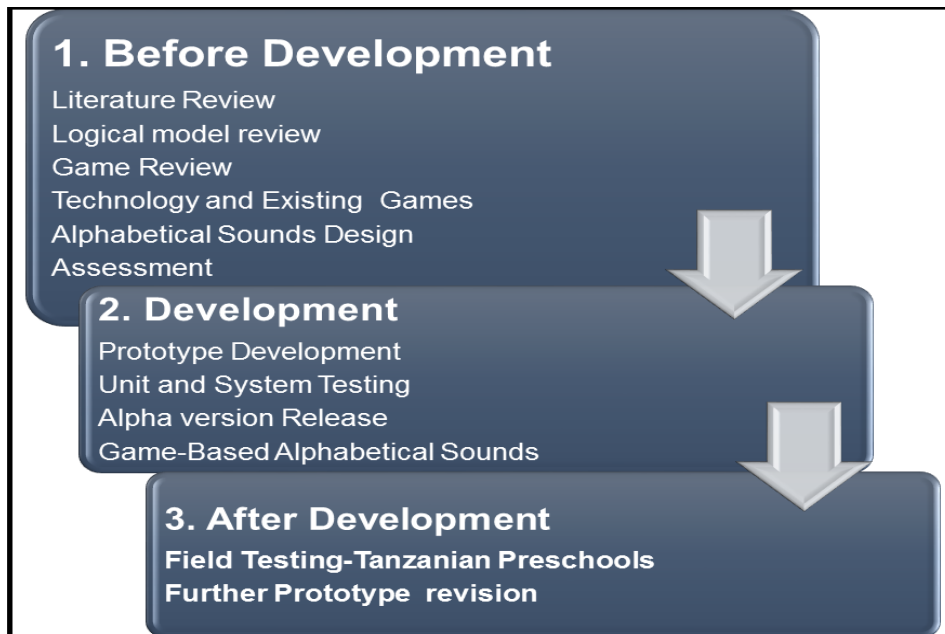 1. Before Development
Literature Review
Logical model review
Game Review
Technology and Existing Games
Alphabetical Sounds Design
Assessment
2. Development
Prototype Development
Unit and System Testing
Alpha version Release
Game-Based Alphabetical Sounds
3. After Development
Field Testing-Tanzanian Preschools
Further Prototype revision